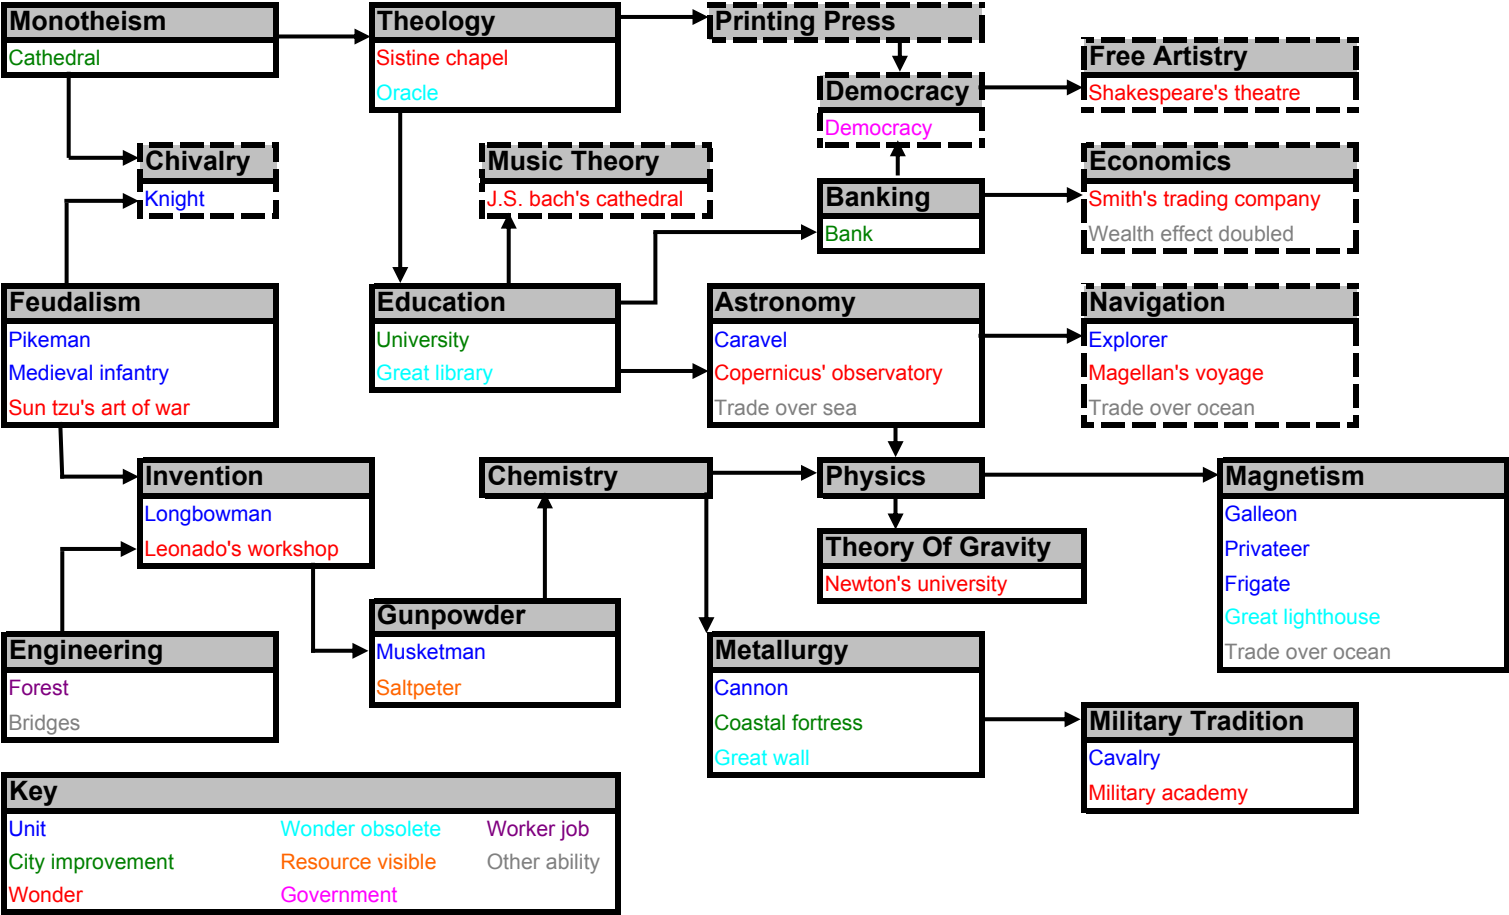 Monotheism
Cathedral
Theology
Sistine chapel
Oracle
Printing Press
Democracy
Democracy
Free Artistry
Shakespeare's theatre
Chivalry
Knight
Music Theory
J.S. bach's cathedral
Banking
Bank
Economics
Smith's trading company
Wealth effect doubled
Feudalism
Pikeman
Medieval infantry
Sun tzu's art of war
Education
University
Great library
Astronomy
Caravel
Copernicus' observatory
Trade over sea
Navigation
Explorer
Magellan's voyage
Trade over ocean
Invention
Longbowman
Leonado's workshop
Chemistry
Physics
Magnetism
Galleon
Privateer
Frigate
Great lighthouse
Trade over ocean
Theory Of Gravity
Newton's university
Gunpowder
Musketman
Saltpeter
Engineering
Forest
Bridges
Metallurgy
Cannon
Coastal fortress
Great wall
Military Tradition
Cavalry
Military academy
Key
Unit
Wonder obsolete
Worker job
City improvement
Resource visible
Other ability
Wonder
Government